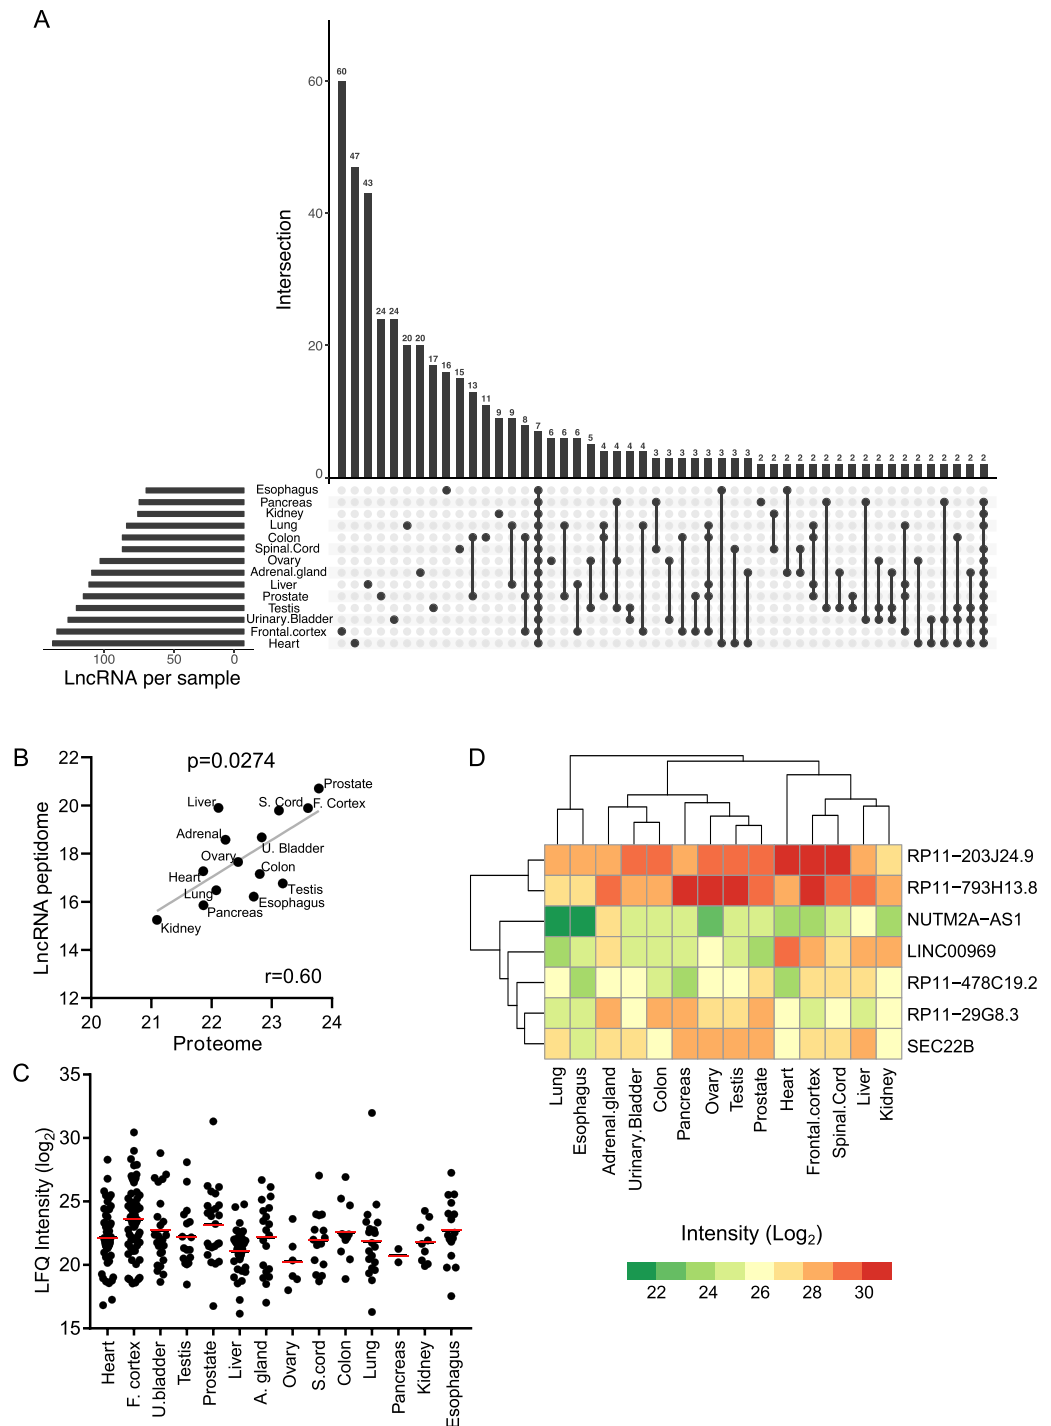 A
60
47
43
24 24
20 20
17
16
15
13
11
9 9
8
7
6 6 6
5
4 4 4 4
3 3 3 3 3 3 3 3
2 2 2 2 2 2 2 2 2 2 2 2 2 2 2 2 2 2
60
40
20
0
Intersection
Esophagus
Pancreas
Kidney
Lung
Colon
Spinal.Cord
Ovary
Adrenal.gland
Liver
Prostate
Testis
Urinary.Bladder
Frontal.cortex
Heart
100 50 0
LncRNA per sample
B
22
20
18
16
14
12
LncRNA peptidome
p=0.0274
Prostate
Liver
S. Cord
F. Cortex
Adrenal
U. Bladder
Ovary
Colon
Heart
Testis
Lung
Esophagus
Pancreas
Kidney
r=0.60
20 21 22 23 24
Proteome
C
35
30
25
20
15
LFQ Intensity (log2)
Heart
F. cortex
U.bladder
Testis
Prostate
Liver
A. gland
Ovary
S.cord
Colon
Lung
Pancreas
Kidney
Esophagus
D
RP11−203J24.9
RP11−793H13.8
NUTM2A−AS1
LINC00969
RP11−478C19.2
RP11−29G8.3
SEC22B
Lung
Esophagus
Adrenal.gland
Urinary.Bladder
Colon
Pancreas
Ovary
Testis
Prostate
Heart
Frontal.cortex
Spinal.Cord
Liver
Kidney
Intensity (Log2)
22 24 26 28 30